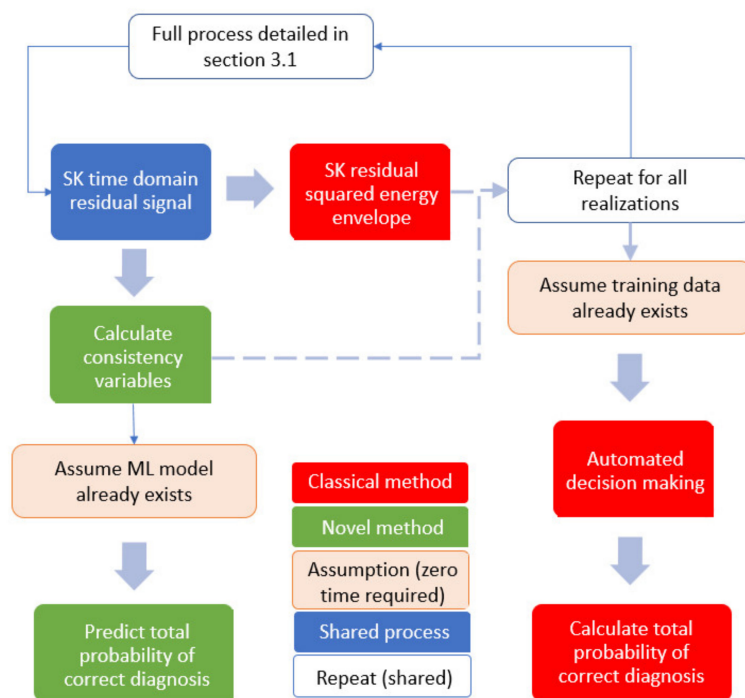 Full process detailed in
section 3.1
SK time domain
residual signal
SK residual
squared energy
envelope
Repeat for all
realizations
Assume training data
already exists
Calculate
consistency
variables
Assume ML model
already exists
Automated
decision making
Classical method
Novel method
Assumption (zero
time required)
Shared process
Repeat (shared)
Predict total
probability of
correct diagnosis
Calculate total
probability of
correct diagnosis